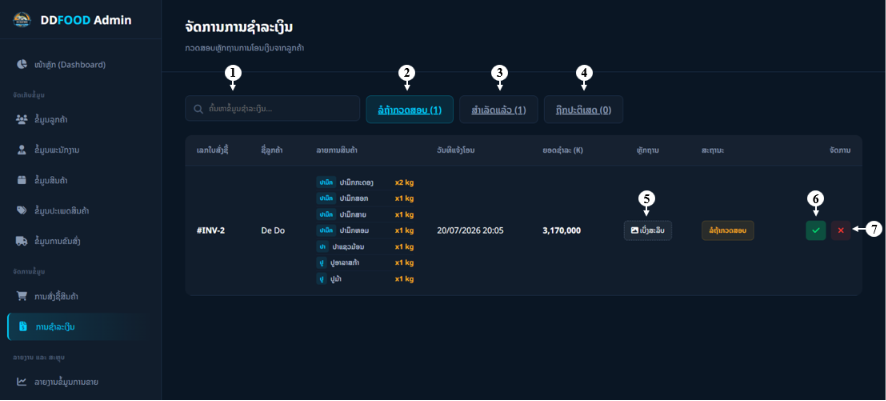 DDFOOD Admin
ໜ້າຫຼັກ (Dashboard)
ຈັດການຂໍ້ມູນ
ຂໍ້ມູນລູກຄ້າ
ຂໍ້ມູນພະນັກງານ
ຂໍ້ມູນສິນຄ້າ
ຂໍ້ມູນປະເພດສິນຄ້າ
ຂໍ້ມູນການຂົນສົ່ງ
ການສັ່ງຊື້ສິນຄ້າ
ການຊຳລະເງິນ
ລາຍງານ ແລະ ສະຫຼຸບ
ລາຍງານຂໍ້ມູນການຂາຍ
ຈັດການການຊຳລະເງິນ
ກວດສອບຫຼັກຖານການໂອນເງິນຈາກລູກຄ້າ
1 2 3 4
ຄົ້ນຫາຂໍ້ມູນຊຳລະເງິນ...
ລໍຖ້າກວດສອບ (1)
ສຳເລັດແລ້ວ (1)
ຖືກປະຕິເສດ (0)
ເລກໃບສັ່ງຊື້ ຊື່ລູກຄ້າ ລາຍການສິນຄ້າ ວັນທີແຈ້ງໂອນ ຍອດຊຳລະ (K) ຫຼັກຖານ ສະຖານະ ຈັດການ
ປາມຶກ ປາມຶກກະດອງ x2 kg
ປາມຶກ ປາມຶກສອກ x1 kg
ປາມຶກ ປາມຶກສາຍ x1 kg
5 6
#INV-2 De Do ປາມຶກ ປາມຶກຫອມ x1 kg 20/07/2026 20:05 3,170,000 ເບິ່ງສະລິບ ລໍຖ້າກວດສອບ 7
ປາ ປາແຊວມ້ອນ x1 kg
ປູ ປູອາລາສກ້າ x1 kg
ປູ ປູມ້າ x1 kg